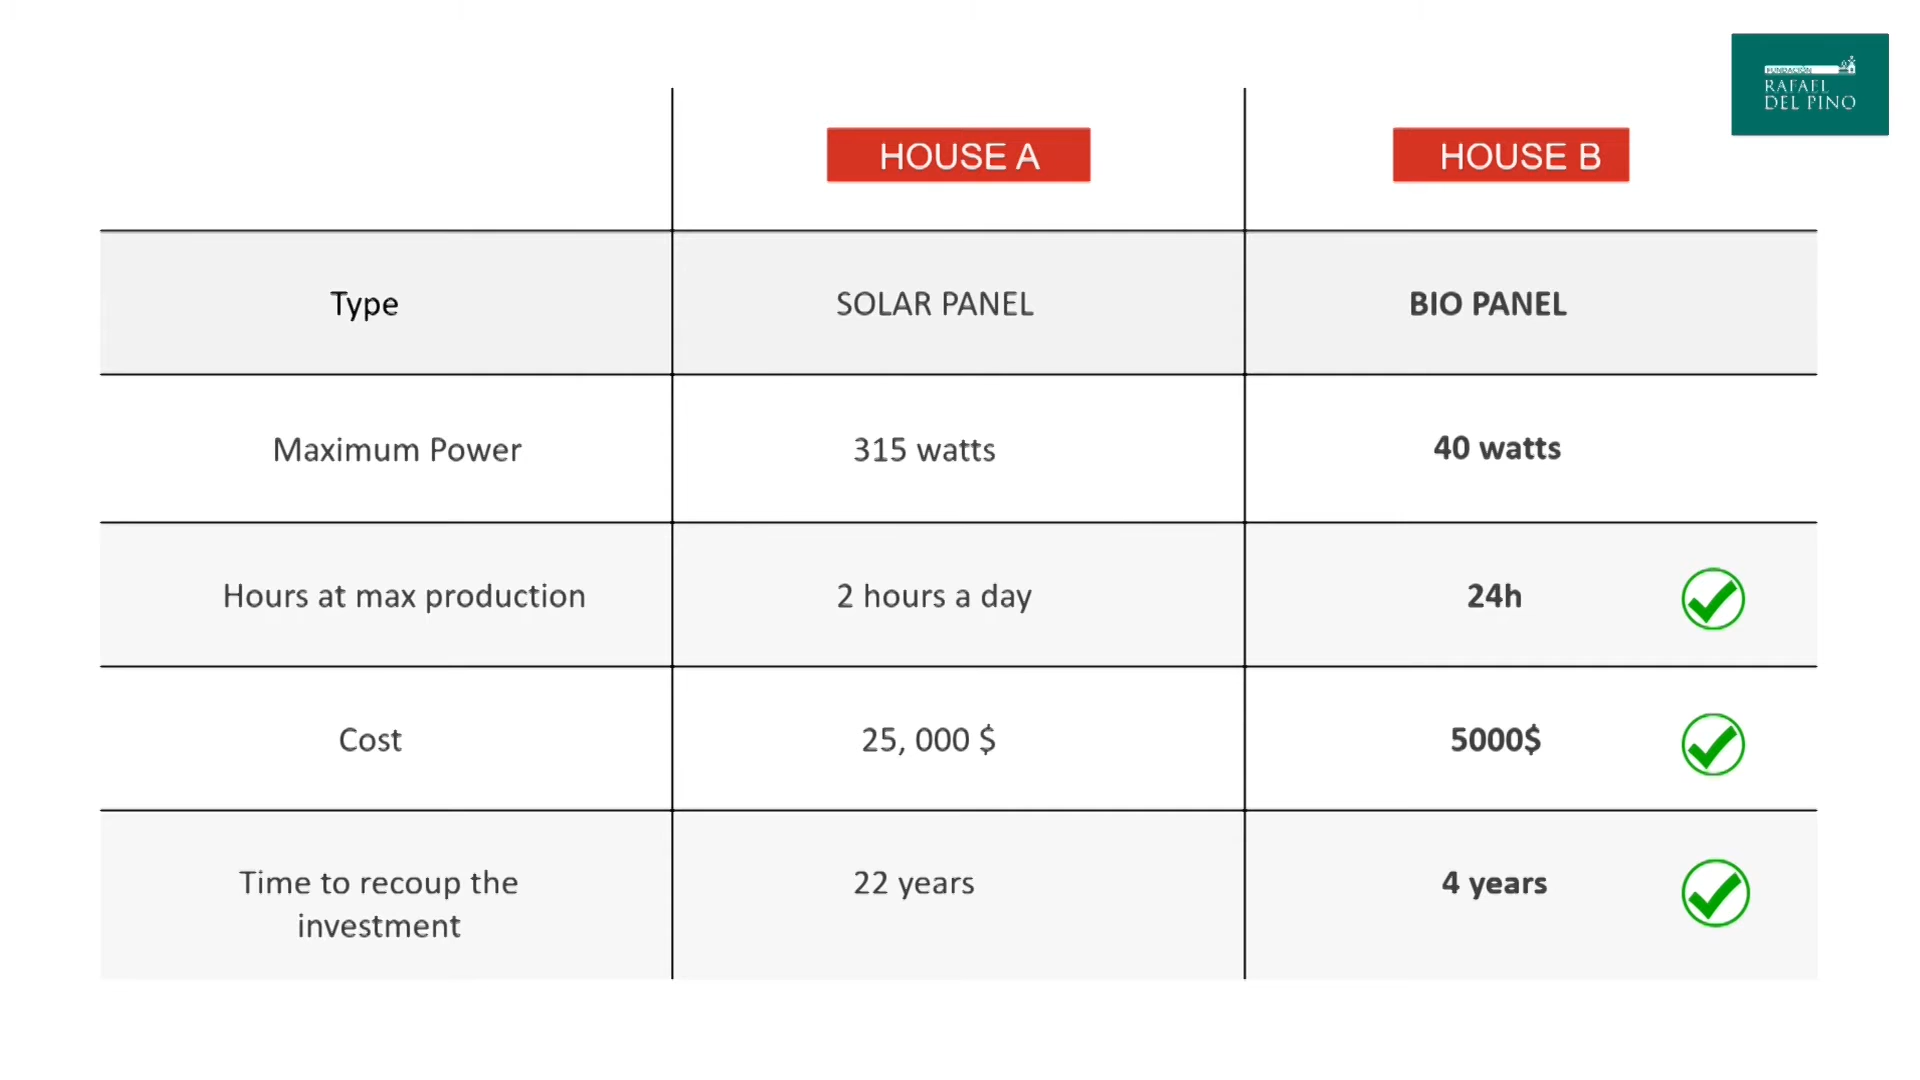 FUNDACIÓN
RAFAEL
DEL PINO
HOUSE A
HOUSE B
Type
SOLAR PANEL
BIO PANEL
Maximum Power
315 watts
40 watts
Hours at max production
2 hours a day
24h
Cost
25, 000 $
5000$
Time to recoup the
investment
22 years
4 years